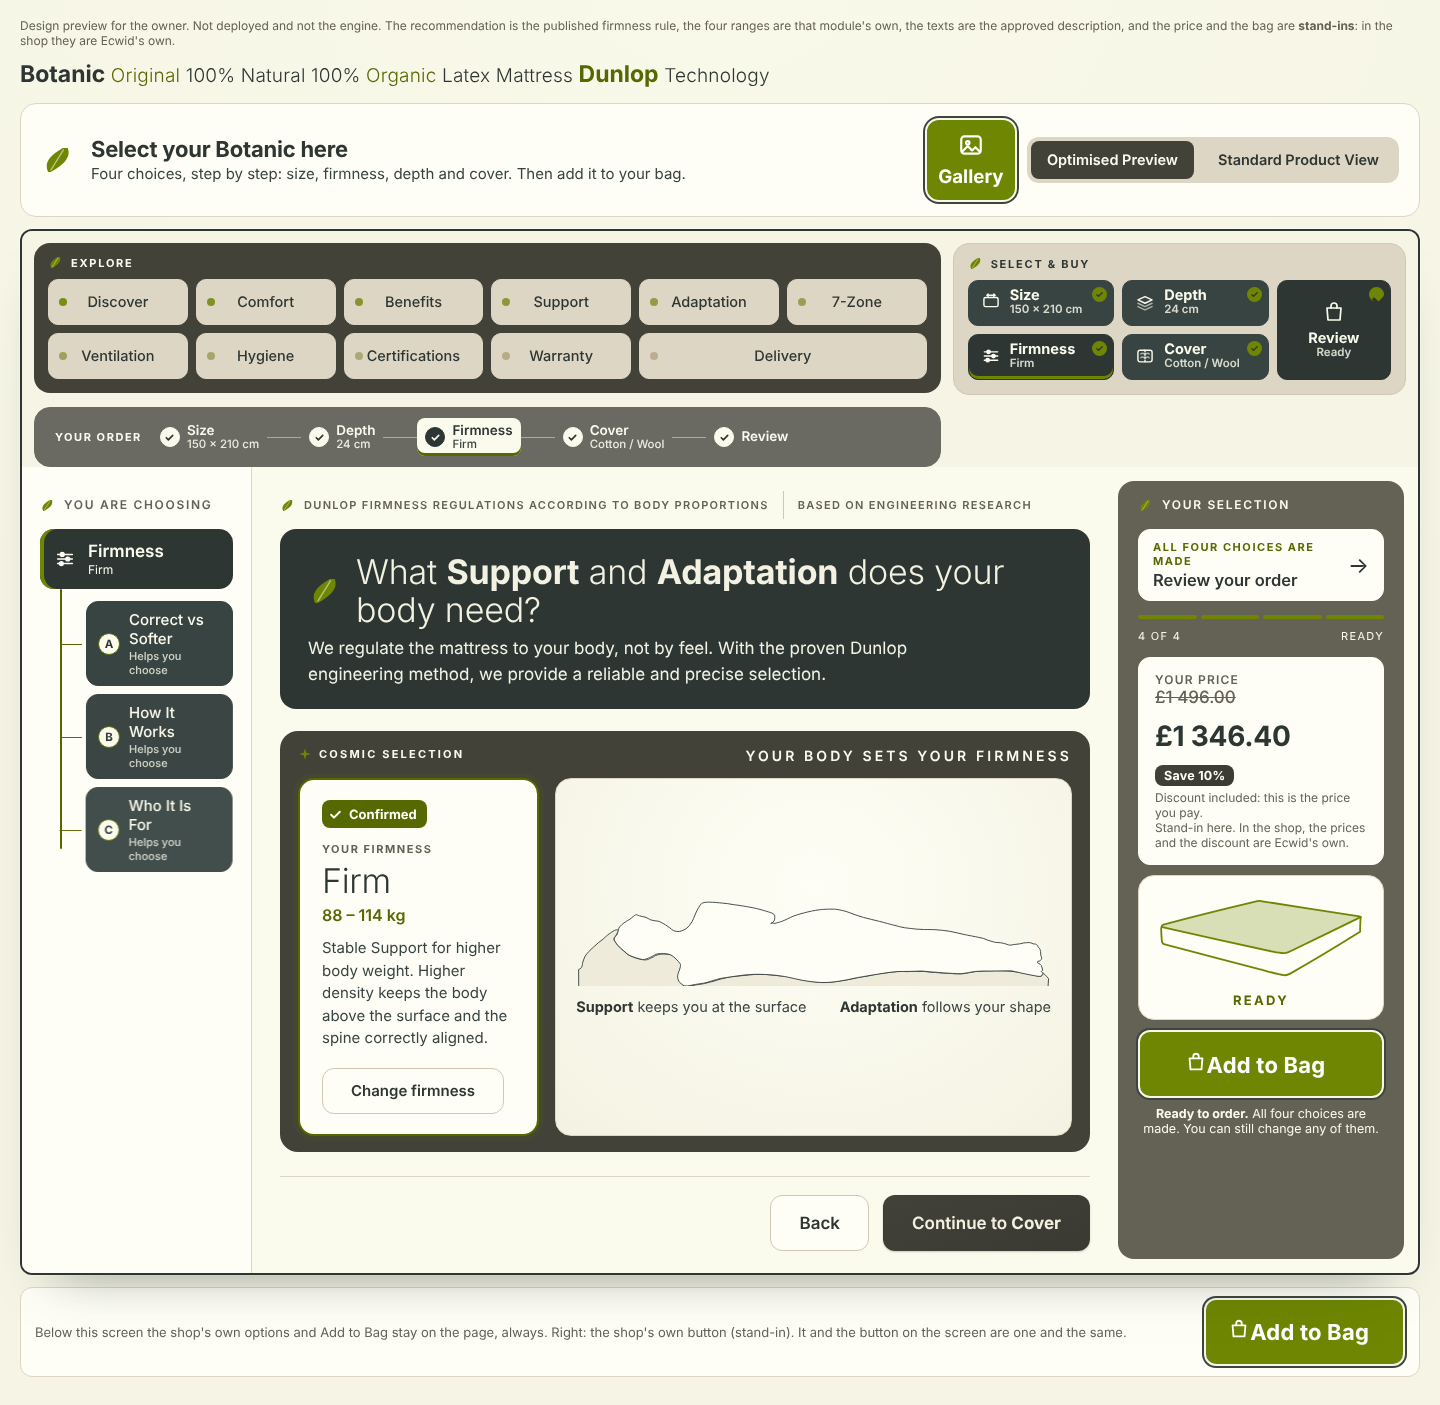 Design preview for the owner. Not deployed and not the engine. The recommendation is the published firmness rule, the four ranges are that module's own, the texts are the approved description, and the price and the bag are stand-ins: in the
shop they are Ecwid's own.
Botanic Original 100% Natural 100% Organic Latex Mattress Dunlop Technology
Select your Botanic here
Four choices, step by step: size, firmness, depth and cover. Then add it to your bag.
Gallery
Optimised Preview
Standard Product View
EXPLORE
Discover
Comfort
Benefits
Support
Adaptation
7-Zone
Ventilation
Hygiene
Certifications
Warranty
Delivery
SELECT & BUY
Size
150 × 210 cm
Depth
24 cm
Firmness
Firm
Cover
Cotton / Wool
Review
Ready
YOUR ORDER
Size
150 × 210 cm
Depth
24 cm
Firmness
Firm
Cover
Cotton / Wool
Review
YOU ARE CHOOSING
Firmness
Firm
A
Correct vs
Softer
Helps you
choose
B
How It
Works
Helps you
choose
C
Who It Is
For
Helps you
choose
DUNLOP FIRMNESS REGULATIONS ACCORDING TO BODY PROPORTIONS
BASED ON ENGINEERING RESEARCH
What Support and Adaptation does your
body need?
We regulate the mattress to your body, not by feel. With the proven Dunlop
engineering method, we provide a reliable and precise selection.
COSMIC SELECTION
YOUR BODY SETS YOUR FIRMNESS
Confirmed
YOUR FIRMNESS
Firm
88 – 114 kg
Stable Support for higher
body weight. Higher
density keeps the body
above the surface and the
spine correctly aligned.
Change firmness
Support keeps you at the surface
Adaptation follows your shape
Back
Continue to Cover
YOUR SELECTION
ALL FOUR CHOICES ARE
MADE
Review your order
4 OF 4
READY
YOUR PRICE
£1 496.00
£1 346.40
Save 10%
Discount included: this is the price
you pay.
Stand-in here. In the shop, the prices
and the discount are Ecwid's own.
READY
Add to Bag
Ready to order. All four choices are
made. You can still change any of them.
Below this screen the shop's own options and Add to Bag stay on the page, always. Right: the shop's own button (stand-in). It and the button on the screen are one and the same.
Add to Bag